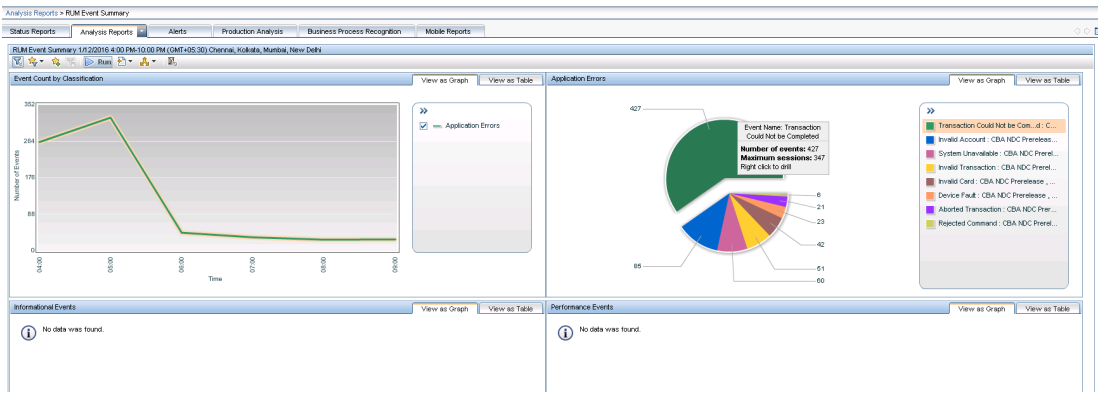 Analysis Reports > RUM Event Summary
Status Reports
Analysis Reports
Alerts
Production Analysis
Business Process Recognition
Mobile Reports
RUM Event Summary 1/12/2016 4:00 PM-10:00 PM (GMT+05:30) Chennai, Kolkata, Mumbai, New Delhi
Run
Event Count by Classification
View as Graph
View as Table
352
264
176
88
0
Number of Events
04:00
05:00
06:00
07:00
08:00
09:00
Time
Application Errors
Application Errors
View as Graph
View as Table
427
Event Name: Transaction
Could Not be Completed
Number of events: 427
Maximum sessions: 347
Right click to drill
6
21
23
42
51
60
85
Transaction Could Not be Com...d : C...
Invalid Account : CBA NDC Prereleas...
System Unavailable : CBA NDC Prerel...
Invalid Transaction : CBA NDC Prerel...
Invalid Card : CBA NDC Prerelease , ...
Device Fault : CBA NDC Prerelease , ...
Aborted Transaction : CBA NDC Prer...
Rejected Command : CBA NDC Prerel...
Informational Events
View as Graph
View as Table
No data was found.
Performance Events
View as Graph
View as Table
No data was found.